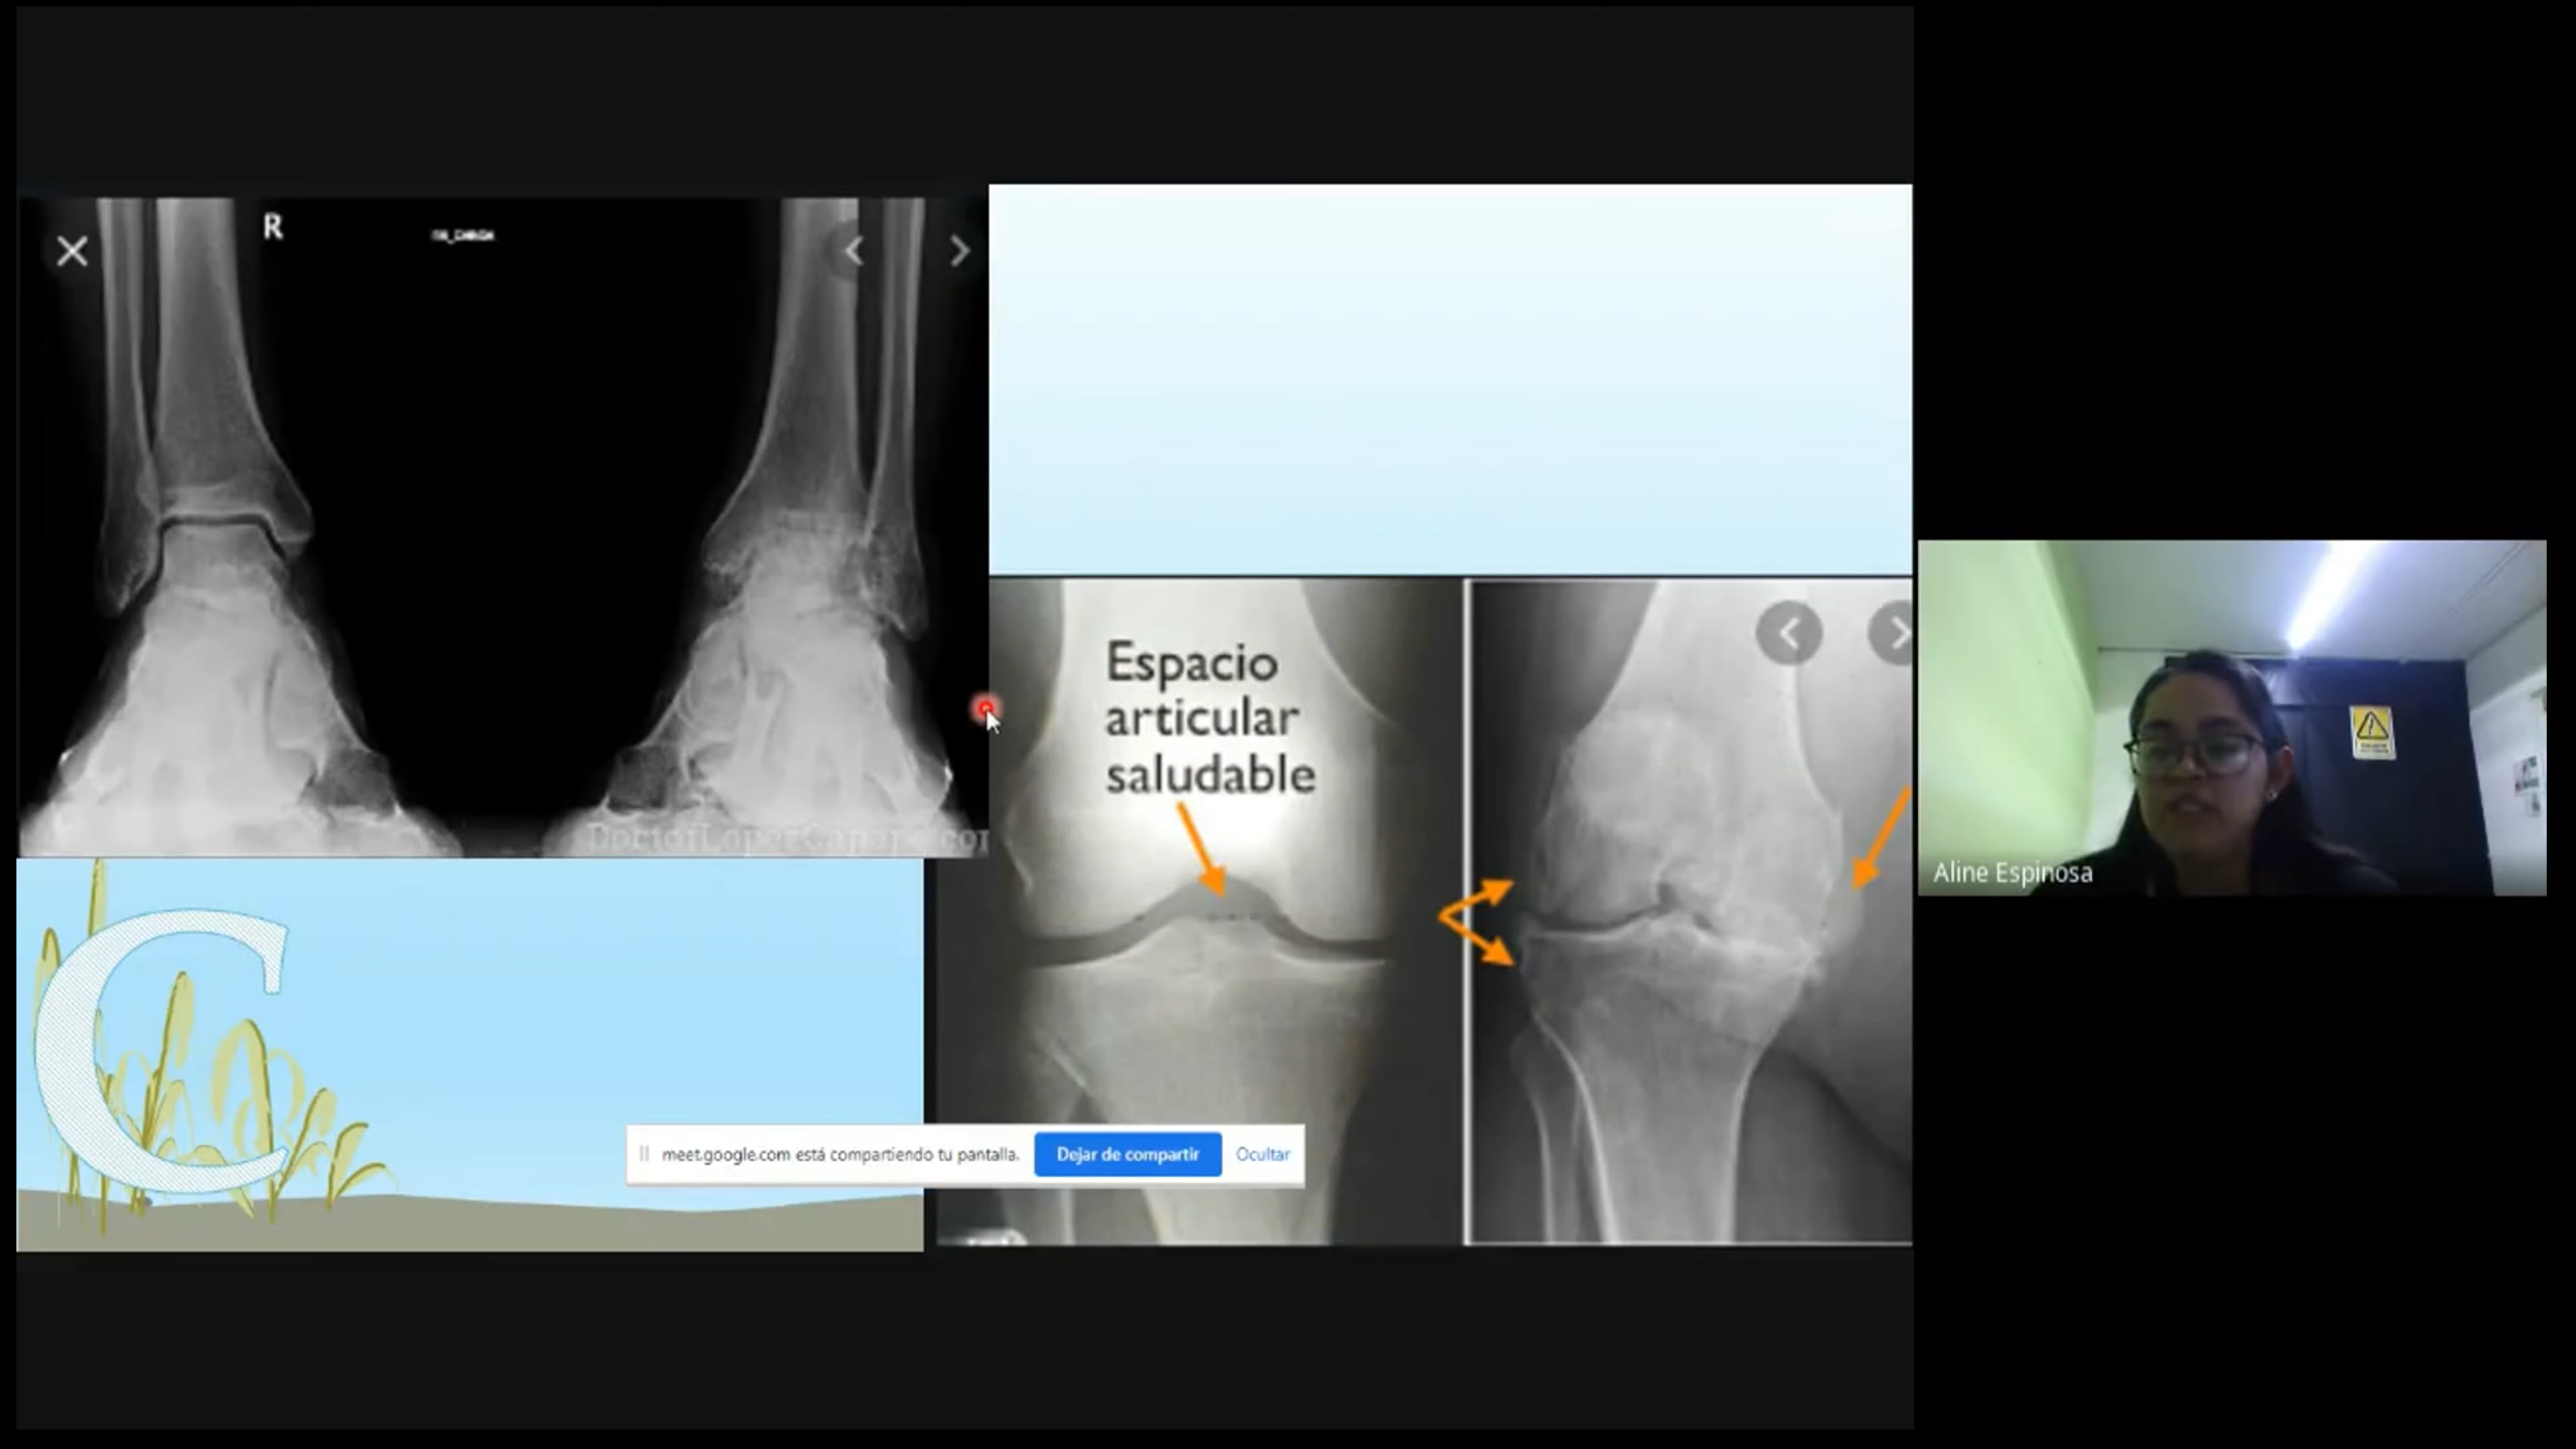 R
Espacio
articular
saludable
C
meet.google.com está compartiendo tu pantalla.
Dejar de compartir
Ocultar
Aline Espinosa